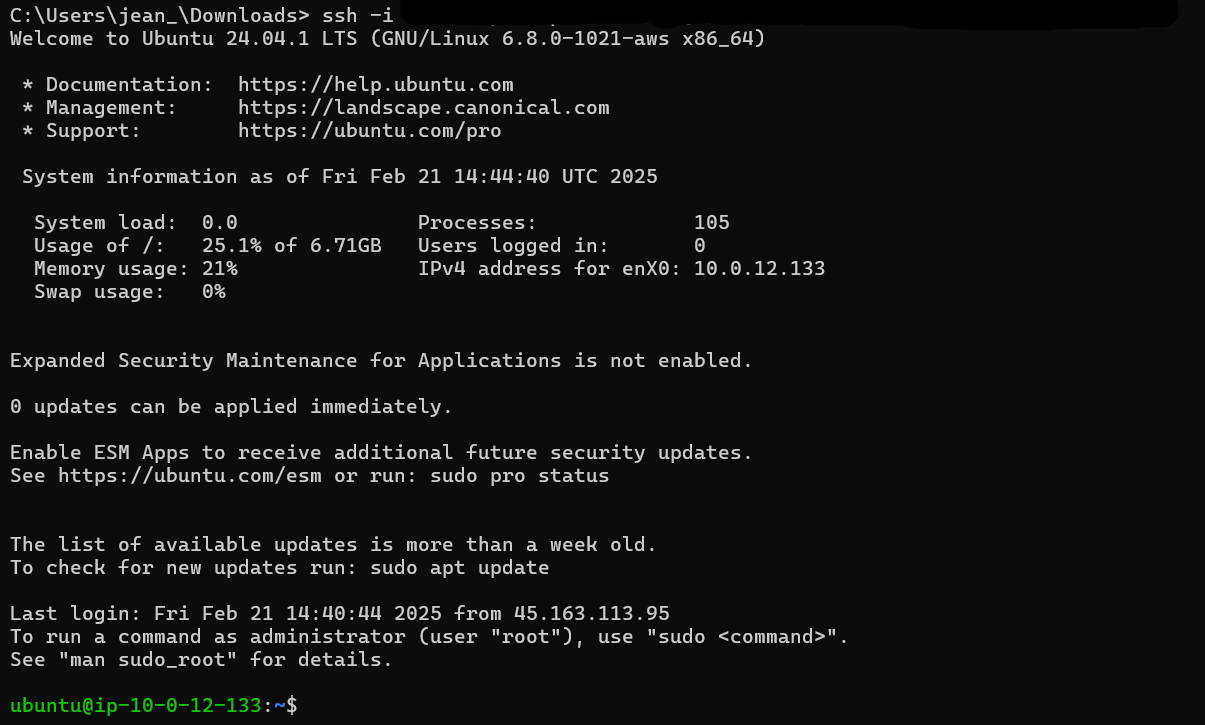 C:\Users\jean_\Downloads> ssh -i
Welcome to Ubuntu 24.04.1 LTS (GNU/Linux 6.8.0-1021-aws x86_64)
* Documentation: https://help.ubuntu.com
* Management: https://landscape.canonical.com
* Support: https://ubuntu.com/pro
System information as of Fri Feb 21 14:44:40 UTC 2025
System load: 0.0 Processes: 105
Usage of /: 25.1% of 6.71GB Users logged in: 0
Memory usage: 21% IPv4 address for enX0: 10.0.12.133
Swap usage: 0%
Expanded Security Maintenance for Applications is not enabled.
0 updates can be applied immediately.
Enable ESM Apps to receive additional future security updates.
See https://ubuntu.com/esm or run: sudo pro status
The list of available updates is more than a week old.
To check for new updates run: sudo apt update
Last login: Fri Feb 21 14:40:44 2025 from 45.163.113.95
To run a command as administrator (user "root"), use "sudo <command>".
See "man sudo_root" for details.
ubuntu@ip-10-0-12-133:~$